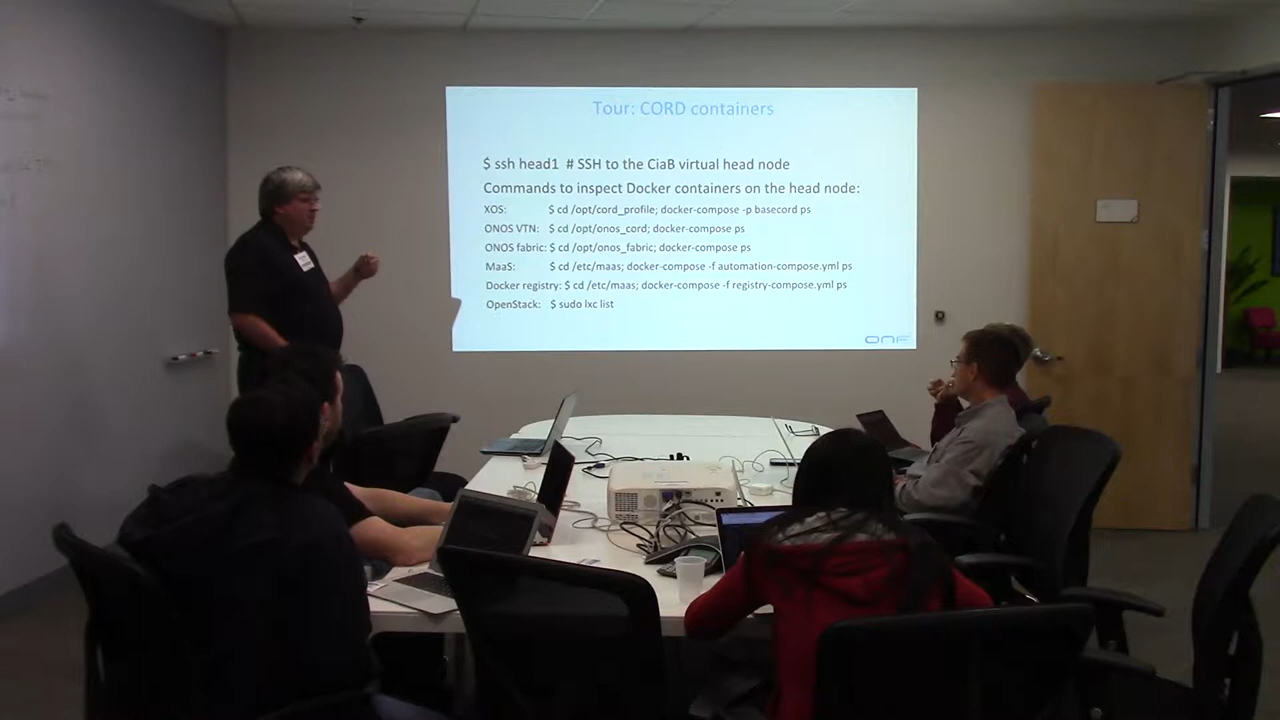 Tour: CORD containers
$ ssh head1 # SSH to the CiaB virtual head node
Commands to inspect Docker containers on the head node:
XOS: $ cd /opt/cord_profile; docker-compose -p basecord ps
ONOS VTN: $ cd /opt/onos_cord; docker-compose ps
ONOS fabric: $ cd /opt/onos_fabric; docker-compose ps
MaaS: $ cd /etc/maas; docker-compose -f automation-compose.yml ps
Docker registry: $ cd /etc/maas; docker-compose -f registry-compose.yml ps
OpenStack: $ sudo lxc list
ONF